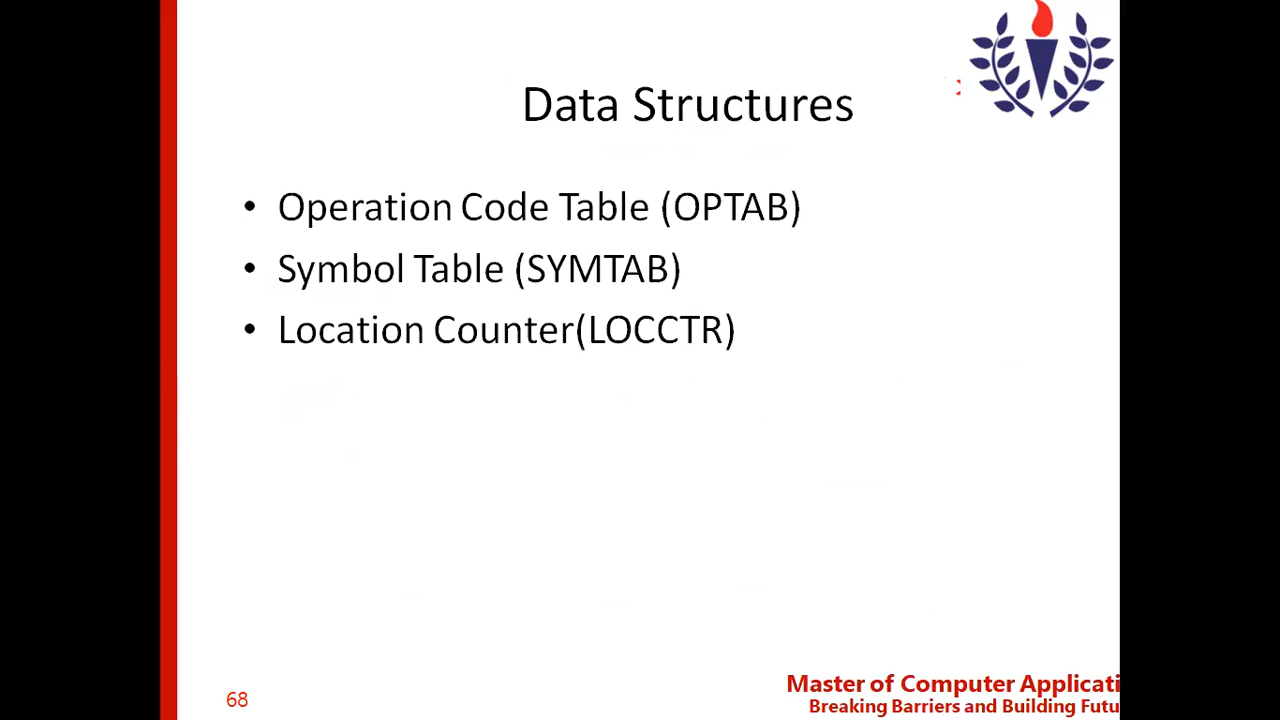 Data Structures
• Operation Code Table (OPTAB)
• Symbol Table (SYMTAB)
• Location Counter(LOCCTR)
68
Master of Computer Applicati
Breaking Barriers and Building Futu